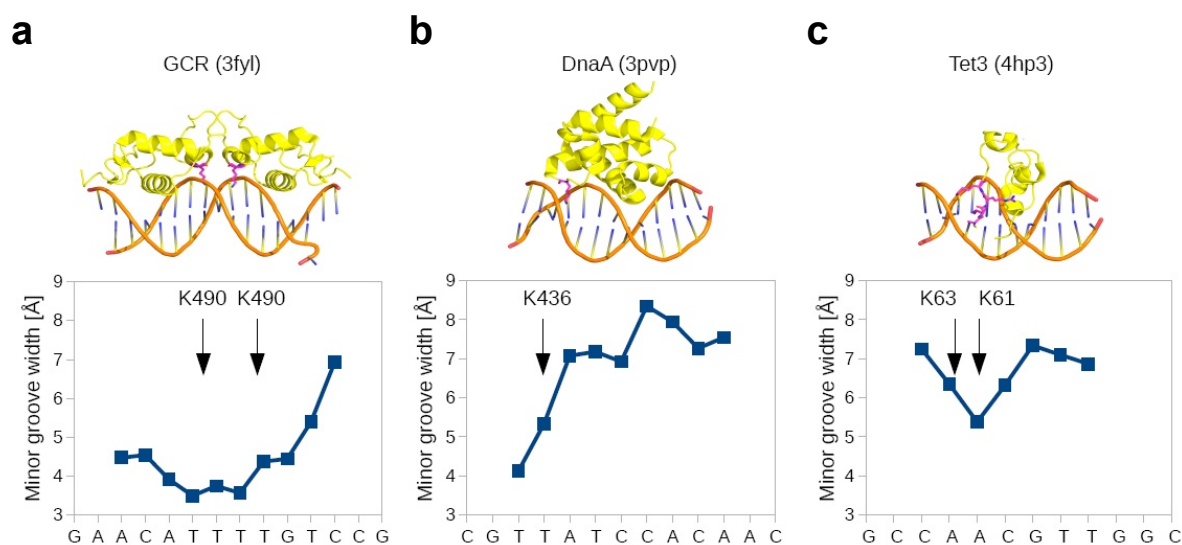 a
GCR (3fyl)
Minor groove width [Å]
9
8
7
6
5
4
3
K490 K490
G A A C A T T T T G T C C G
b
DnaA (3pvp)
Minor groove width [Å]
9
8
7
6
5
4
3
K436
C G T T A T C C A C A A C
c
Tet3 (4hp3)
Minor groove width [Å]
9
8
7
6
5
4
3
K63 K61
G C C A A C G T T G G C